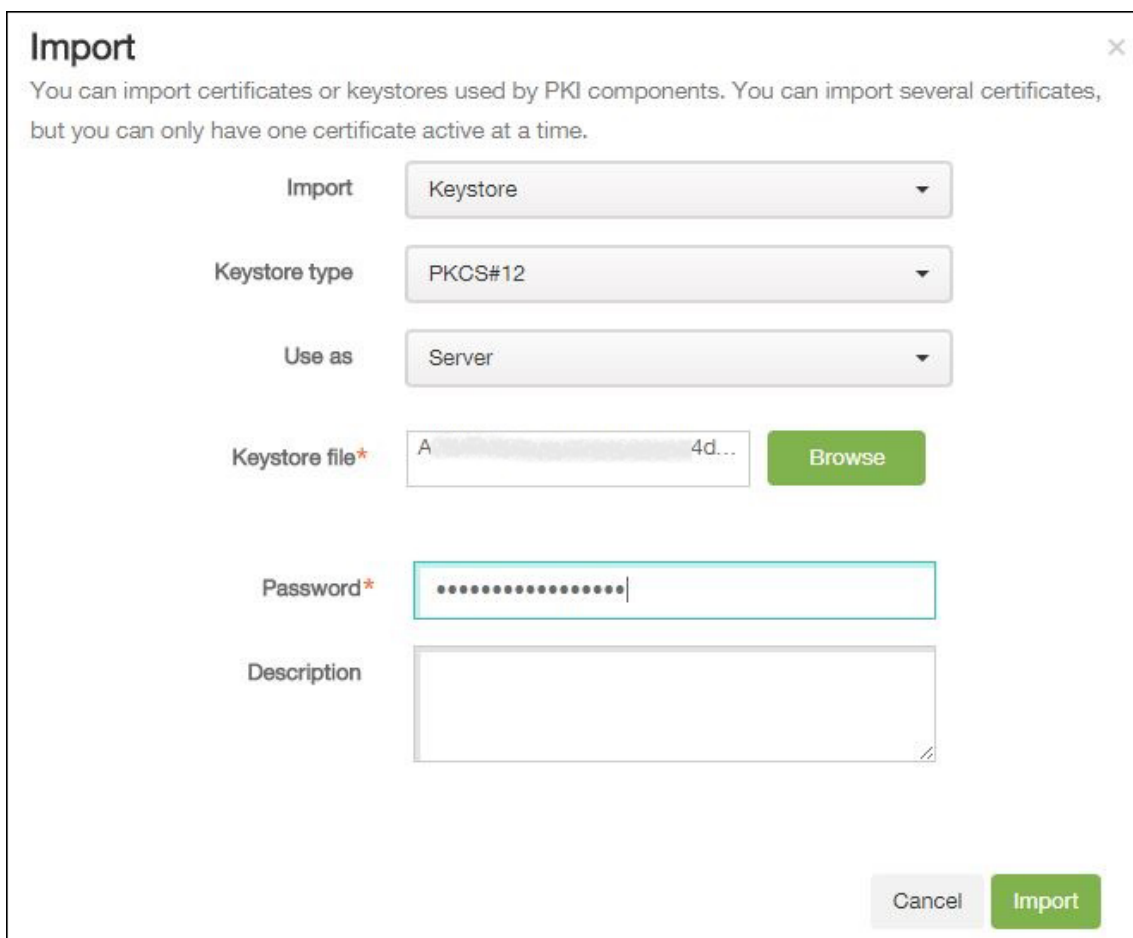 Import
×
You can import certificates or keystores used by PKI components. You can import several certificates,
but you can only have one certificate active at a time.
Import Keystore
Keystore type PKCS#12
Use as Server
Keystore file* A 4d... Browse
Password* •••••••••••••••••
Description
Cancel Import